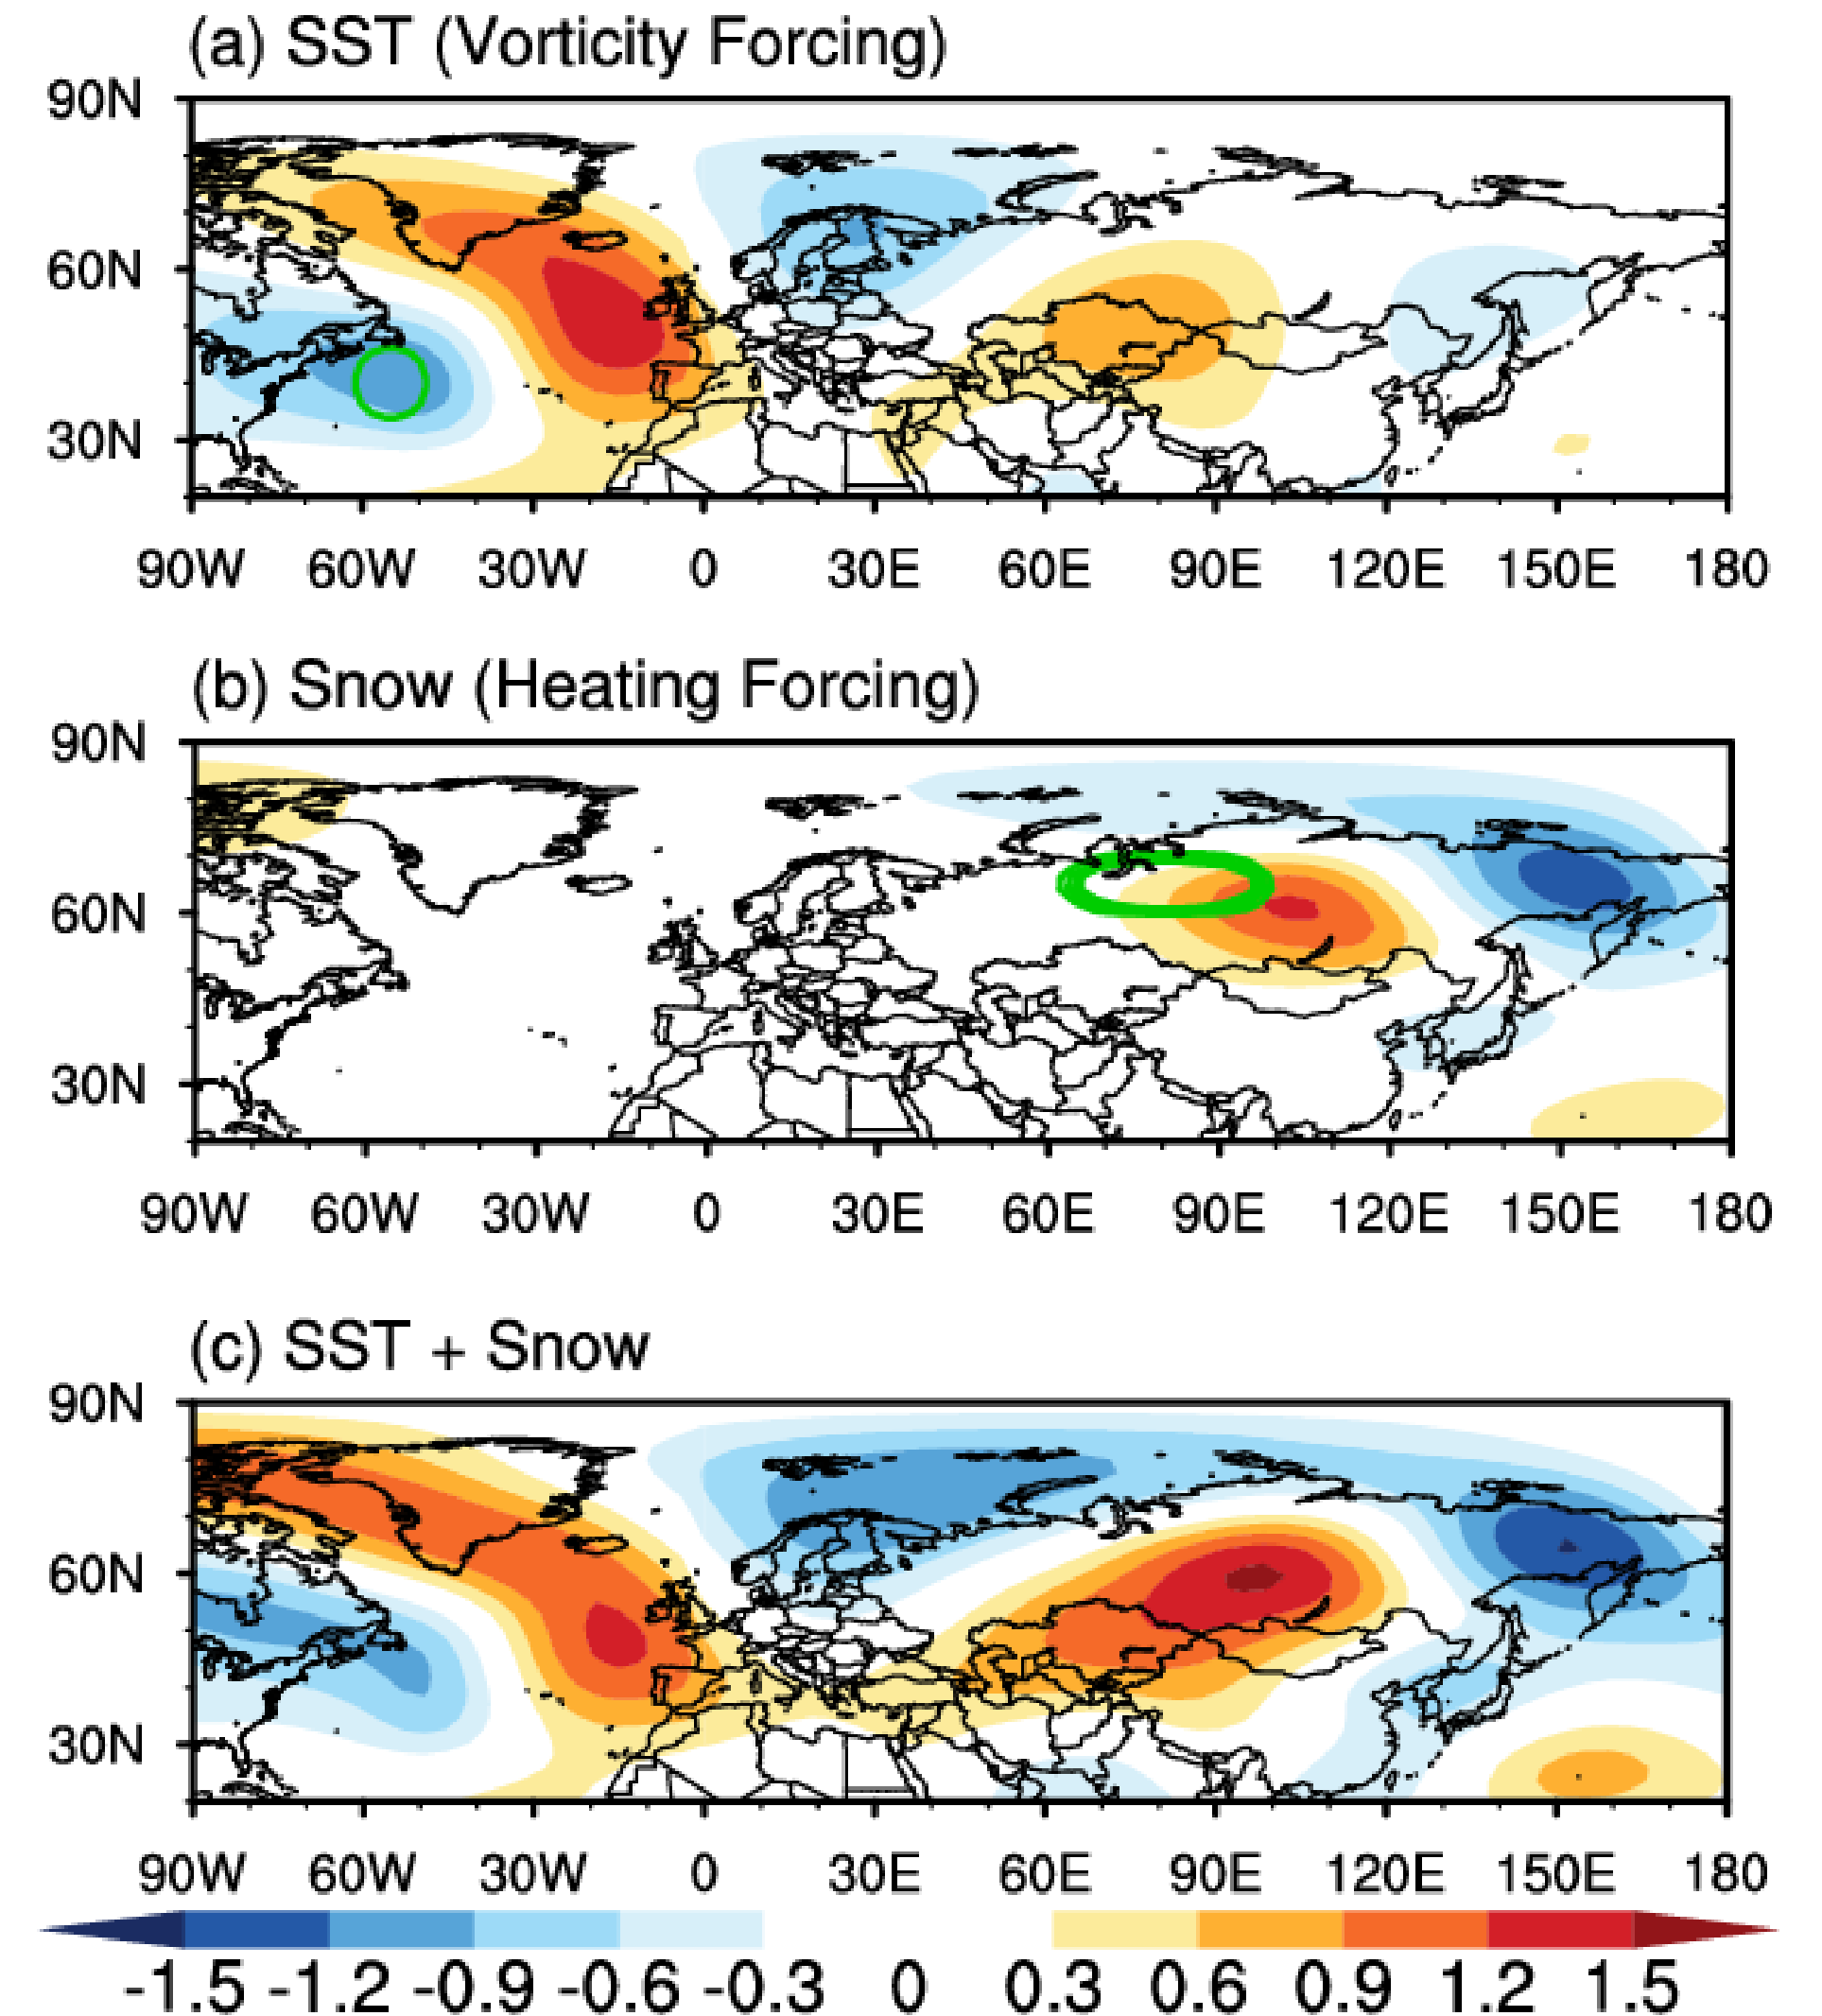 (a) SST (Vorticity Forcing)
90N
60N
30N
90W 60W 30W 0 30E 60E 90E 120E 150E 180
(b) Snow (Heating Forcing)
90N
60N
30N
90W 60W 30W 0 30E 60E 90E 120E 150E 180
(c) SST + Snow
90N
60N
30N
90W 60W 30W 0 30E 60E 90E 120E 150E 180
-1.5 -1.2 -0.9 -0.6 -0.3 0 0.3 0.6 0.9 1.2 1.5